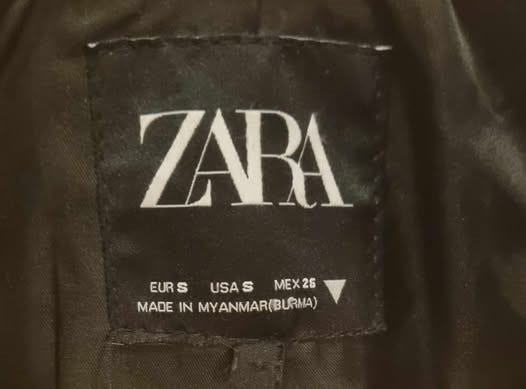 ZARA
EUR S USA S MEX 26
MADE IN MYANMAR(BURMA)